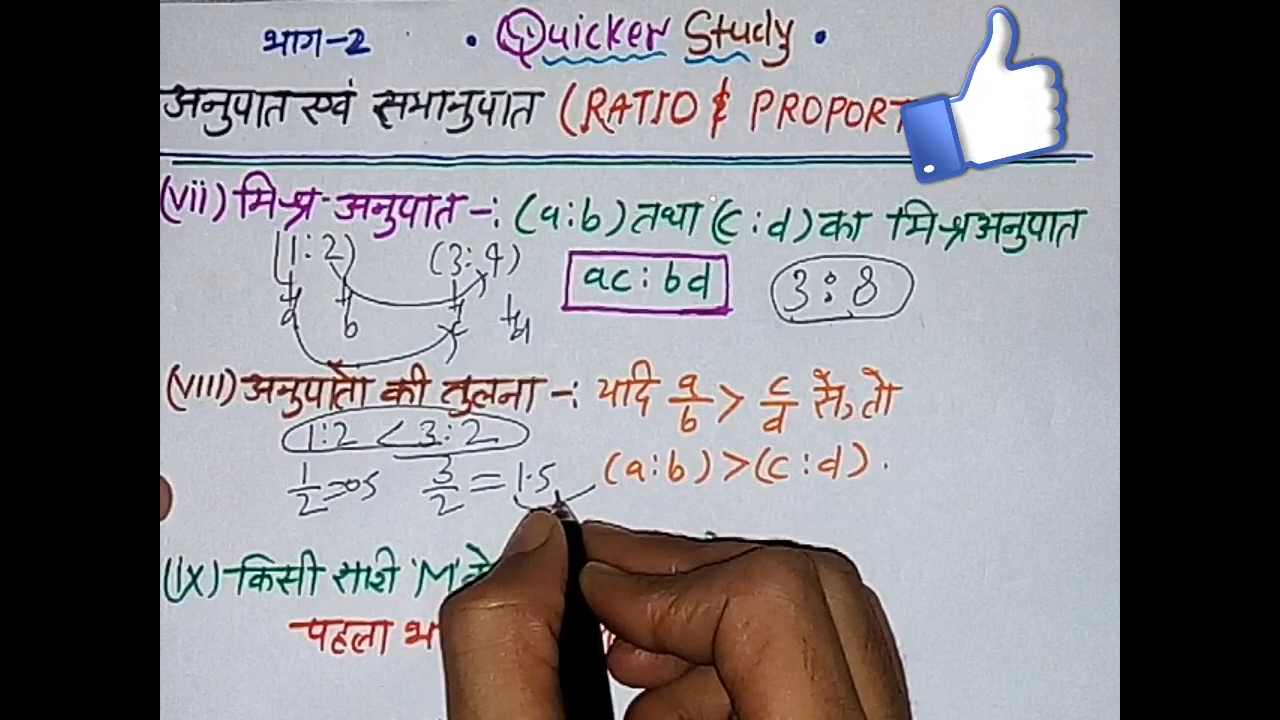 भाग-2 • Quicker Study •
अनुपात एवं समानुपात (RATIO & PROPORT
(vii) मिश्र-अनुपात -: (a:b) तथा (c:d) का मिश्रअनुपात
(1:2) (3:4) ac:bd 3:8
a b c d
(viii) अनुपातो की तुलना -: यदि a/b > c/d से, तो
1:2 < 3:2
(a:b)>(c:d).
1/2=0.5 3/2=1.5
(ix) किसी राशी 'M' के
पहला भ